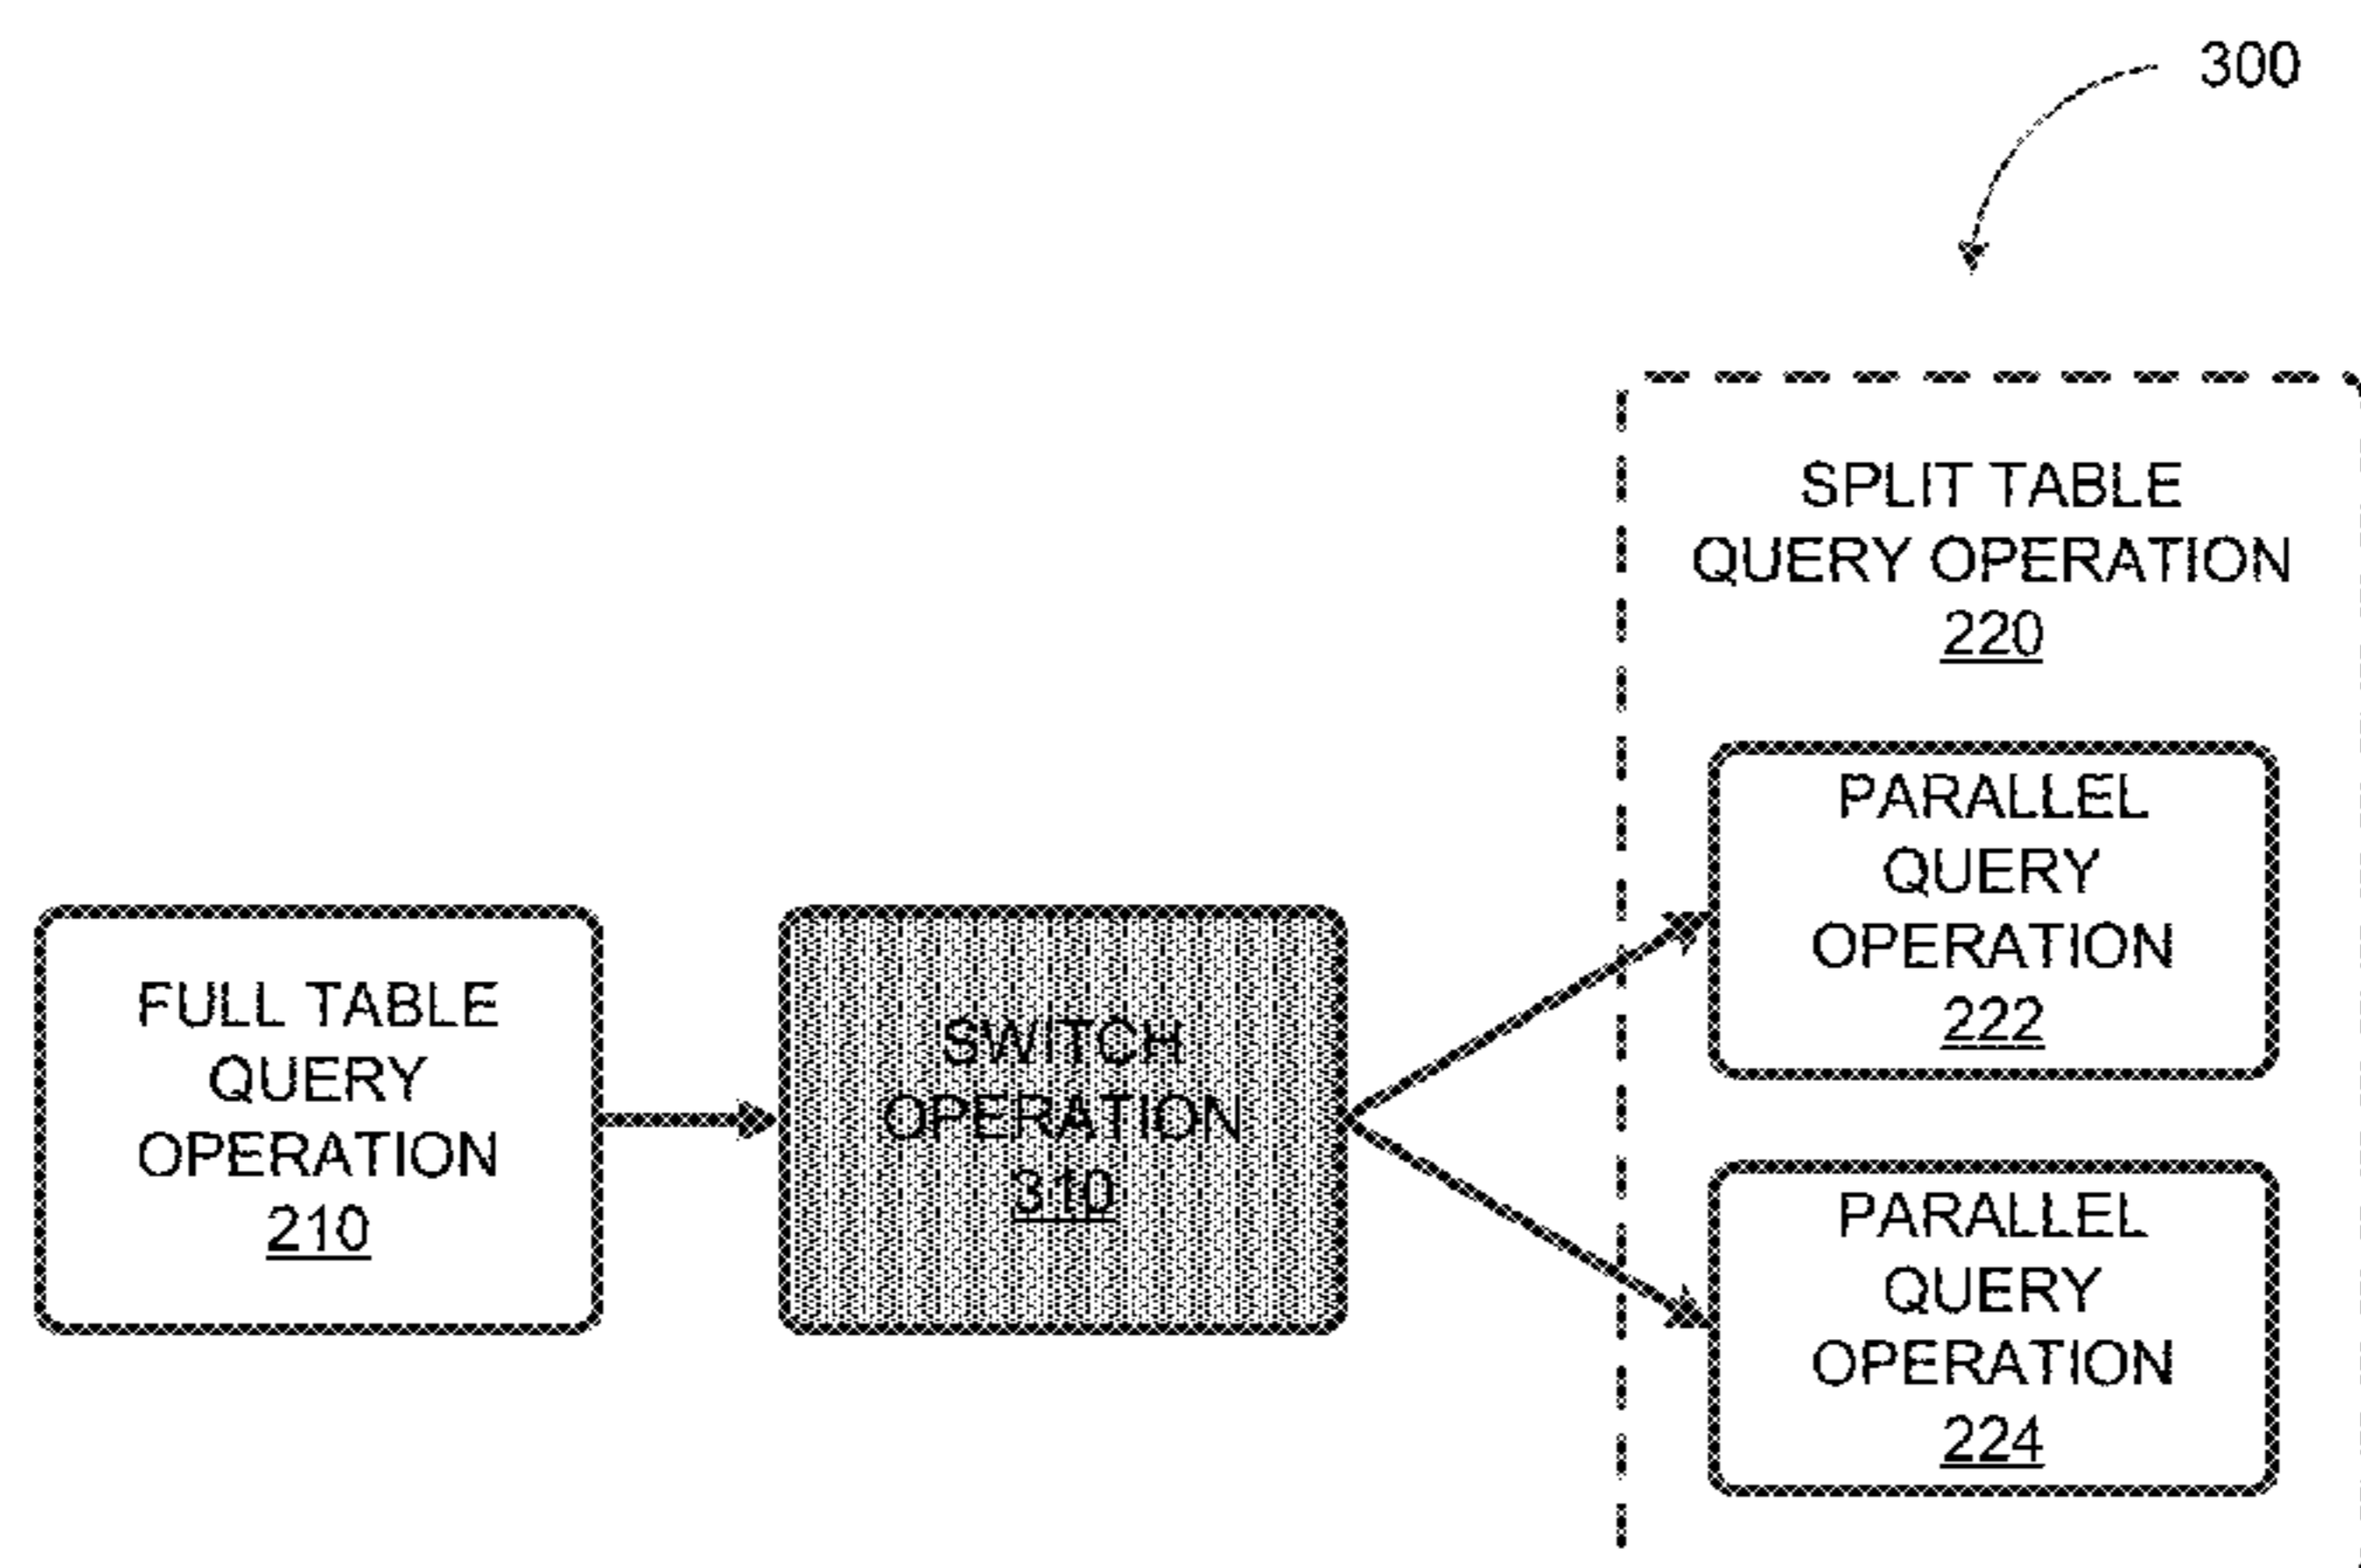 300
SPLIT TABLE
QUERY OPERATION
220
PARALLEL
QUERY
OPERATION
222
FULL TABLE
QUERY
OPERATION
210
SWITCH
OPERATION
310
PARALLEL
QUERY
OPERATION
224